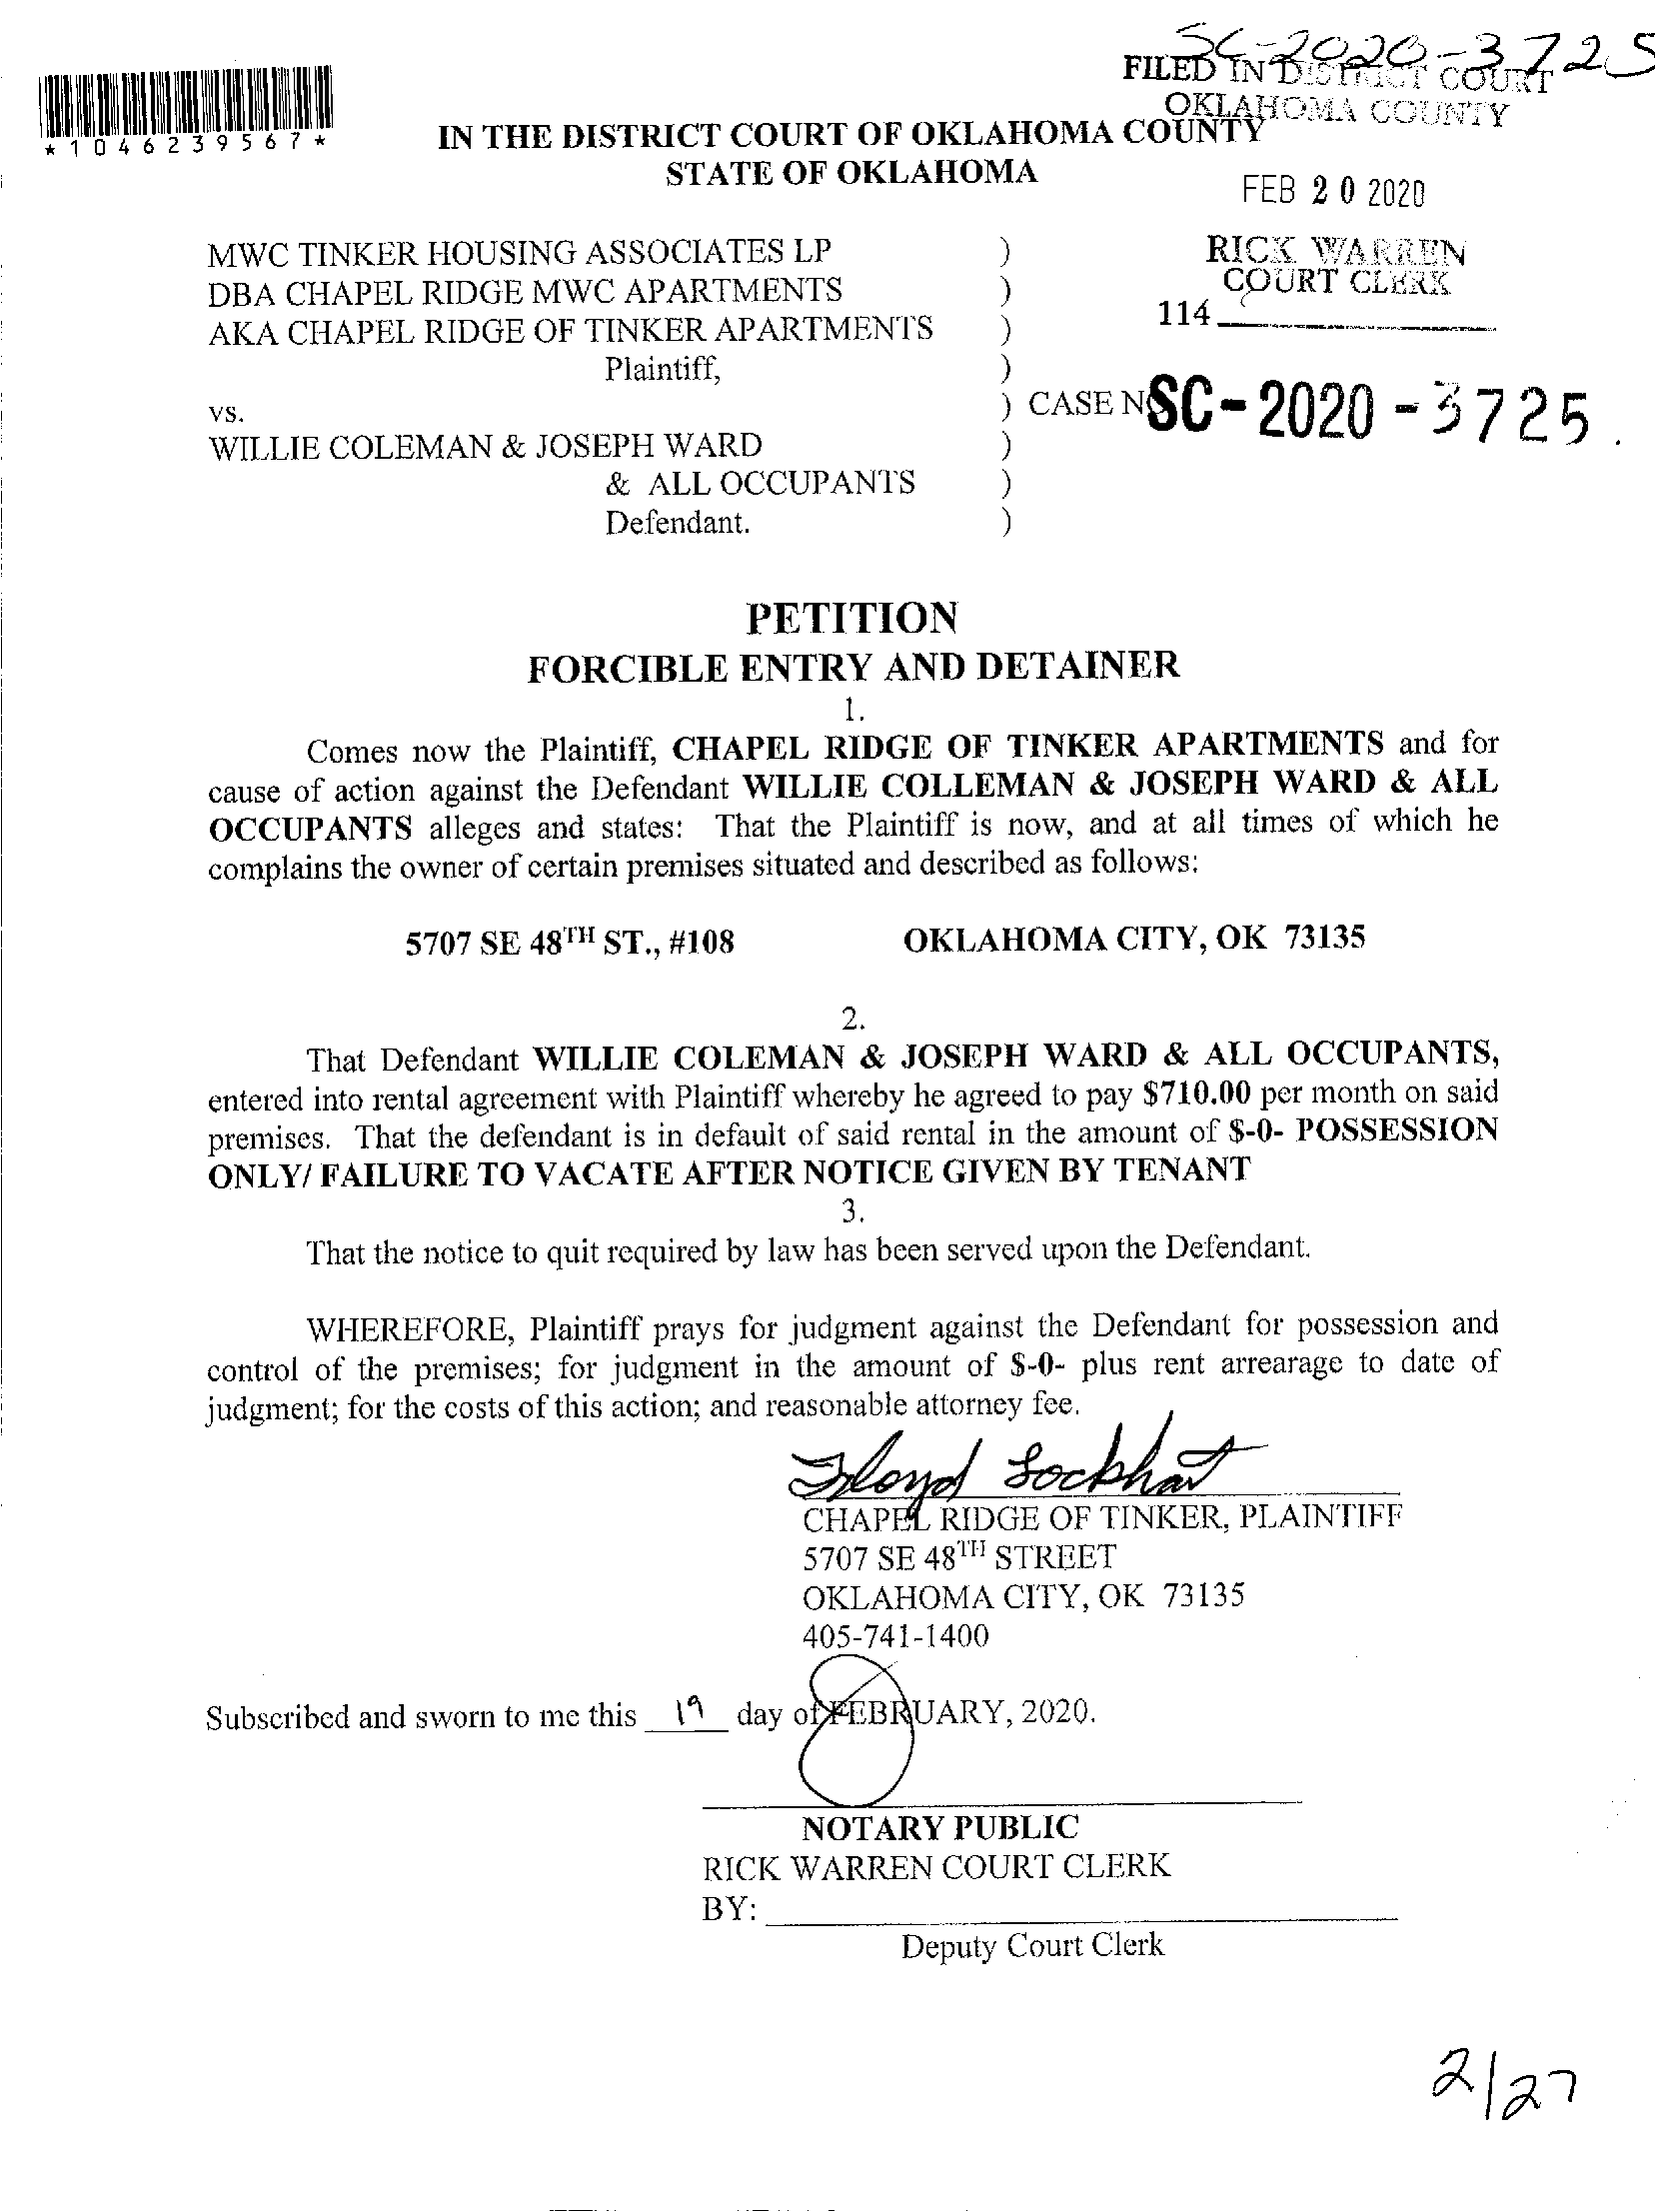 SC-2020-3725
FILED IN DISTRICT COURT
OKLAHOMA COUNTY
*1046239567*
IN THE DISTRICT COURT OF OKLAHOMA COUNTY
STATE OF OKLAHOMA
FEB 20 2020
RICK WARREN
COURT CLERK
114
MWC TINKER HOUSING ASSOCIATES LP )
DBA CHAPEL RIDGE MWC APARTMENTS )
AKA CHAPEL RIDGE OF TINKER APARTMENTS )
Plaintiff, )
vs. ) CASE NO SC-2020-3725.
WILLIE COLEMAN & JOSEPH WARD )
& ALL OCCUPANTS )
Defendant. )
PETITION
FORCIBLE ENTRY AND DETAINER
1.
Comes now the Plaintiff, CHAPEL RIDGE OF TINKER APARTMENTS and for
cause of action against the Defendant WILLIE COLLEMAN & JOSEPH WARD & ALL
OCCUPANTS alleges and states: That the Plaintiff is now, and at all times of which he
complains the owner of certain premises situated and described as follows:
5707 SE 48TH ST., #108 OKLAHOMA CITY, OK 73135
2.
That Defendant WILLIE COLEMAN & JOSEPH WARD & ALL OCCUPANTS,
entered into rental agreement with Plaintiff whereby he agreed to pay $710.00 per month on said
premises. That the defendant is in default of said rental in the amount of $-0- POSSESSION
ONLY/ FAILURE TO VACATE AFTER NOTICE GIVEN BY TENANT
3.
That the notice to quit required by law has been served upon the Defendant.
WHEREFORE, Plaintiff prays for judgment against the Defendant for possession and
control of the premises; for judgment in the amount of $-0- plus rent arrearage to date of
judgment; for the costs of this action; and reasonable attorney fee.
Floyd Lockhart
CHAPEL RIDGE OF TINKER, PLAINTIFF
5707 SE 48TH STREET
OKLAHOMA CITY, OK 73135
405-741-1400
Subscribed and sworn to me this 19 day of FEBRUARY, 2020.
NOTARY PUBLIC
RICK WARREN COURT CLERK
BY:
Deputy Court Clerk
2/27